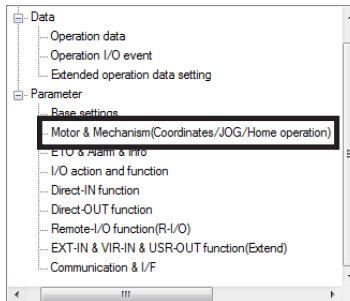 Data
Operation data
Operation I/O event
Extended operation data setting
Parameter
Base settings
Motor & Mechanism(Coordinates/JOG/Home operation)
ETO & Alarm & Info
I/O action and function
Direct-IN function
Direct-OUT function
Remote-I/O function(R-I/O)
EXT-IN & VIR-IN & USR-OUT function(Extend)
Communication & I/F